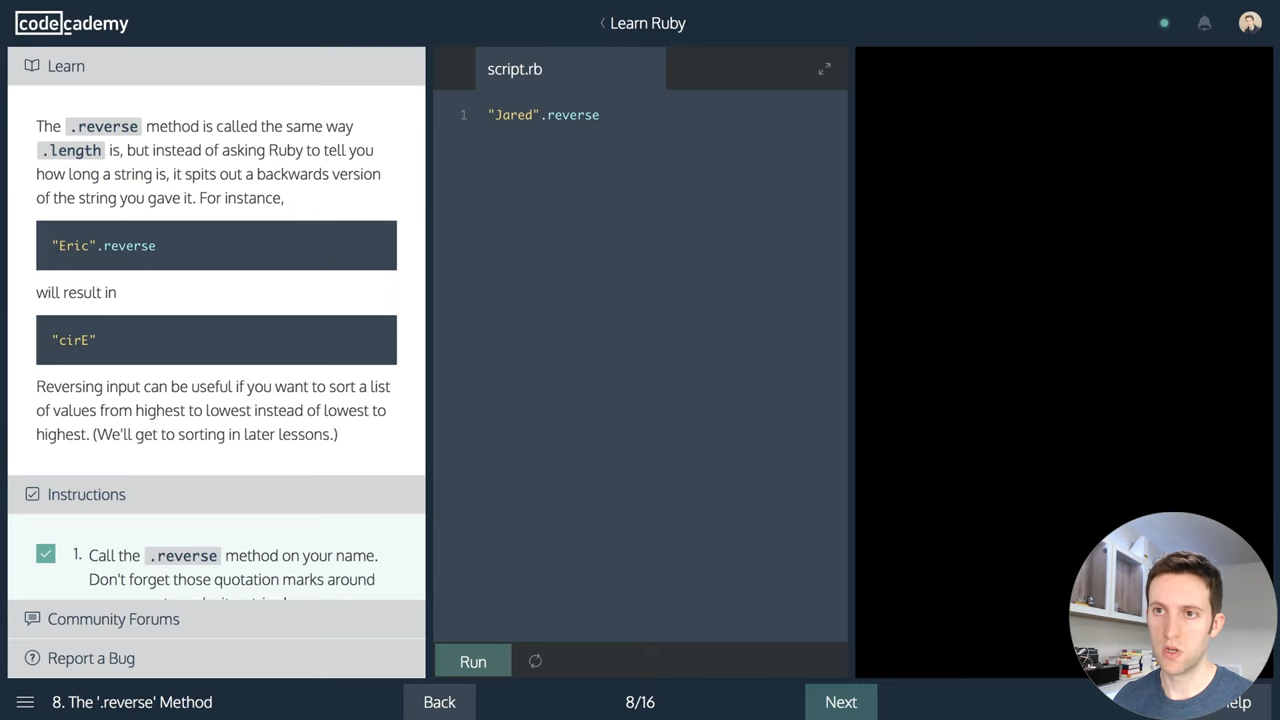 codecademy
Learn Ruby
Learn
script.rb
The .reverse method is called the same way
.length is, but instead of asking Ruby to tell you
how long a string is, it spits out a backwards version
of the string you gave it. For instance,
"Eric".reverse
will result in
"cirE"
Reversing input can be useful if you want to sort a list
of values from highest to lowest instead of lowest to
highest. (We'll get to sorting in later lessons.)
Instructions
1. Call the .reverse method on your name.
Don't forget those quotation marks around
Community Forums
Report a Bug
1 "Jared".reverse
Run
8. The '.reverse' Method
Back
8/16
Next